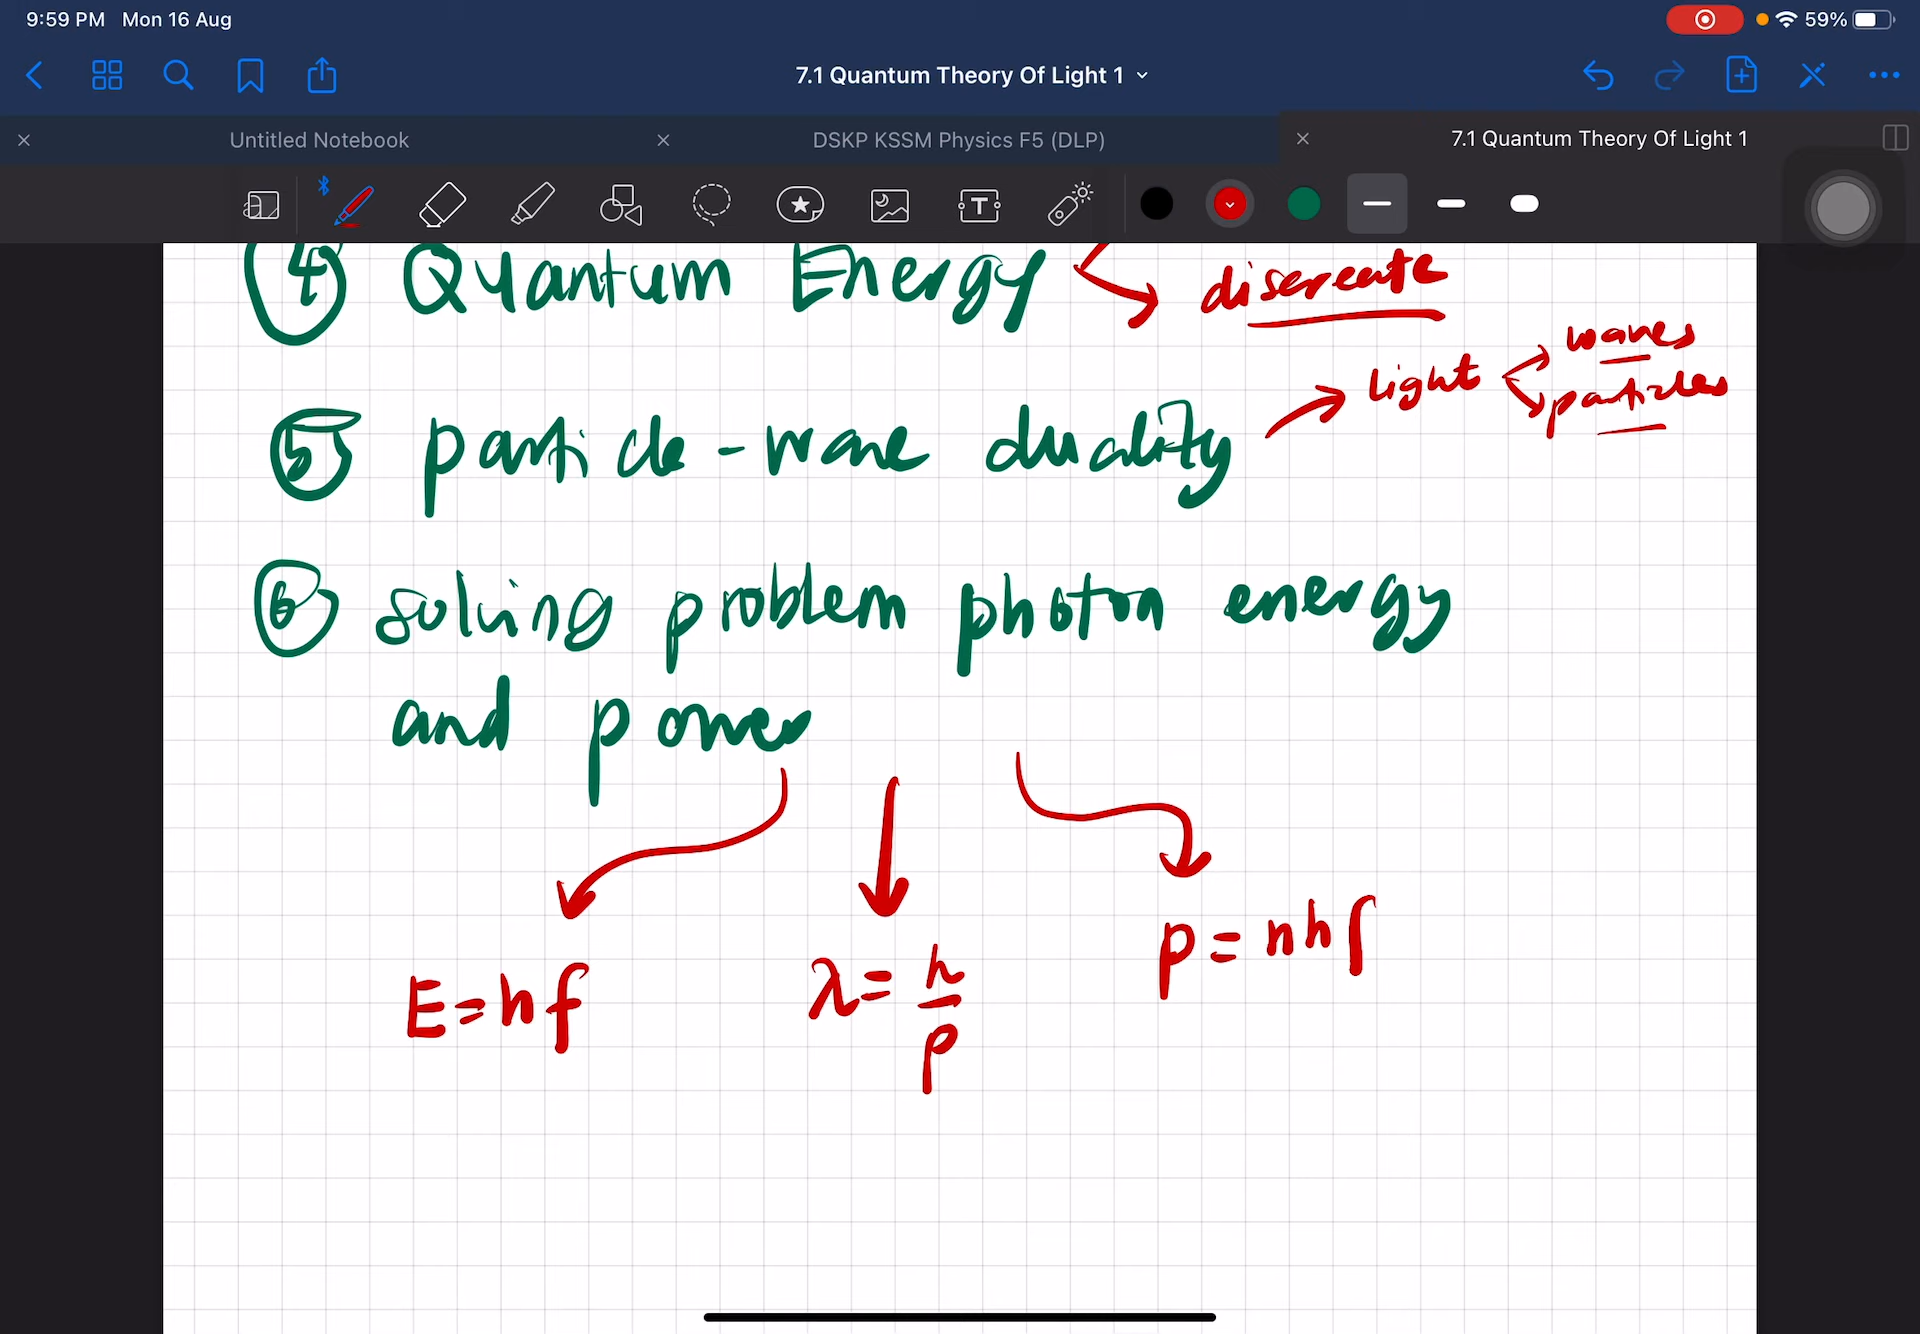 9:59 PM Mon 16 Aug
59%
7.1 Quantum Theory Of Light 1
Untitled Notebook
DSKP KSSM Physics F5 (DLP)
7.1 Quantum Theory Of Light 1
4 Quantum Energy
discreate
light
waves
particles
5 particle-wave duality
6 solving problem photon energy
and power
E=hf
λ=h/p
p=nhf